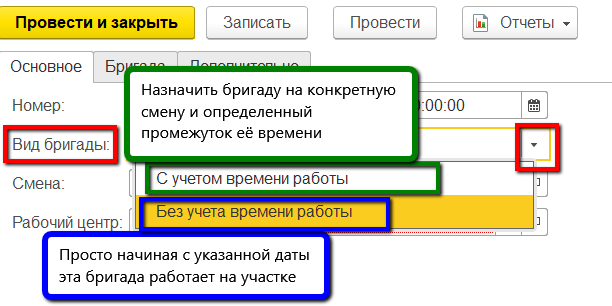 Провести и закрыть Записать Провести Отчеты
Основное Бригада Дополнительно
Назначить бригаду на конкретную
смену и определенный
промежуток её времени
Номер: :00:00
Вид бригады:
Смена: С учетом времени работы
Без учета времени работы
Рабочий центр:
Просто начиная с указанной даты
эта бригада работает на участке